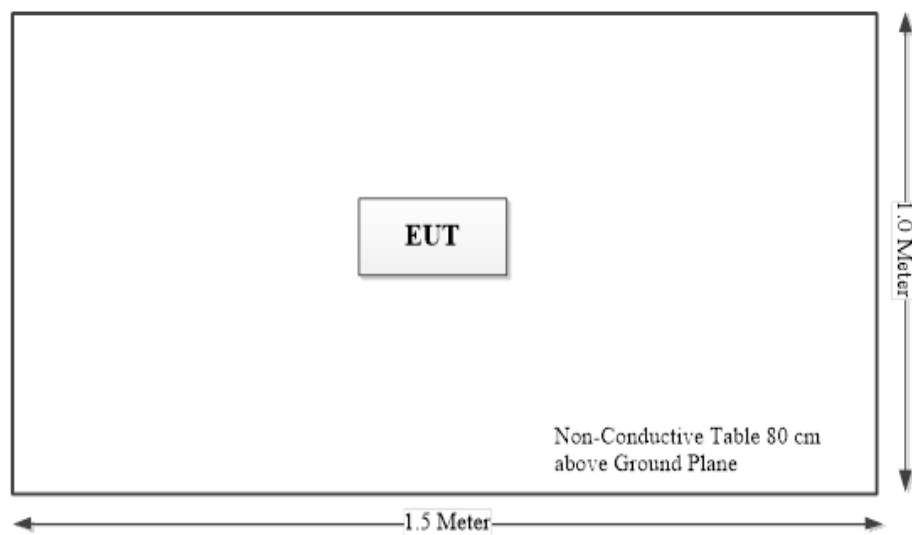 EUT
1.0 Meter
Non-Conductive Table 80 cm
above Ground Plane
1.5 Meter